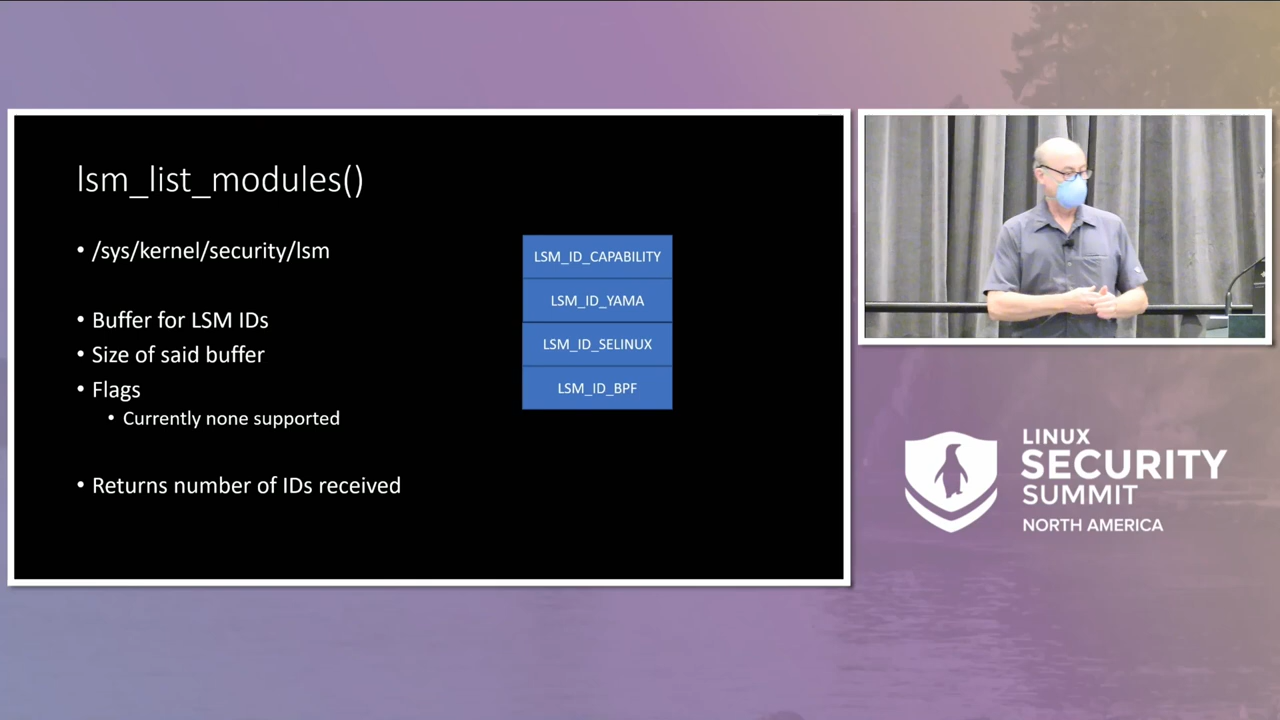 lsm_list_modules()
• /sys/kernel/security/lsm
• Buffer for LSM IDs
• Size of said buffer
• Flags
• Currently none supported
• Returns number of IDs received
LSM_ID_CAPABILITY
LSM_ID_YAMA
LSM_ID_SELINUX
LSM_ID_BPF
LINUX
SECURITY
SUMMIT
NORTH AMERICA